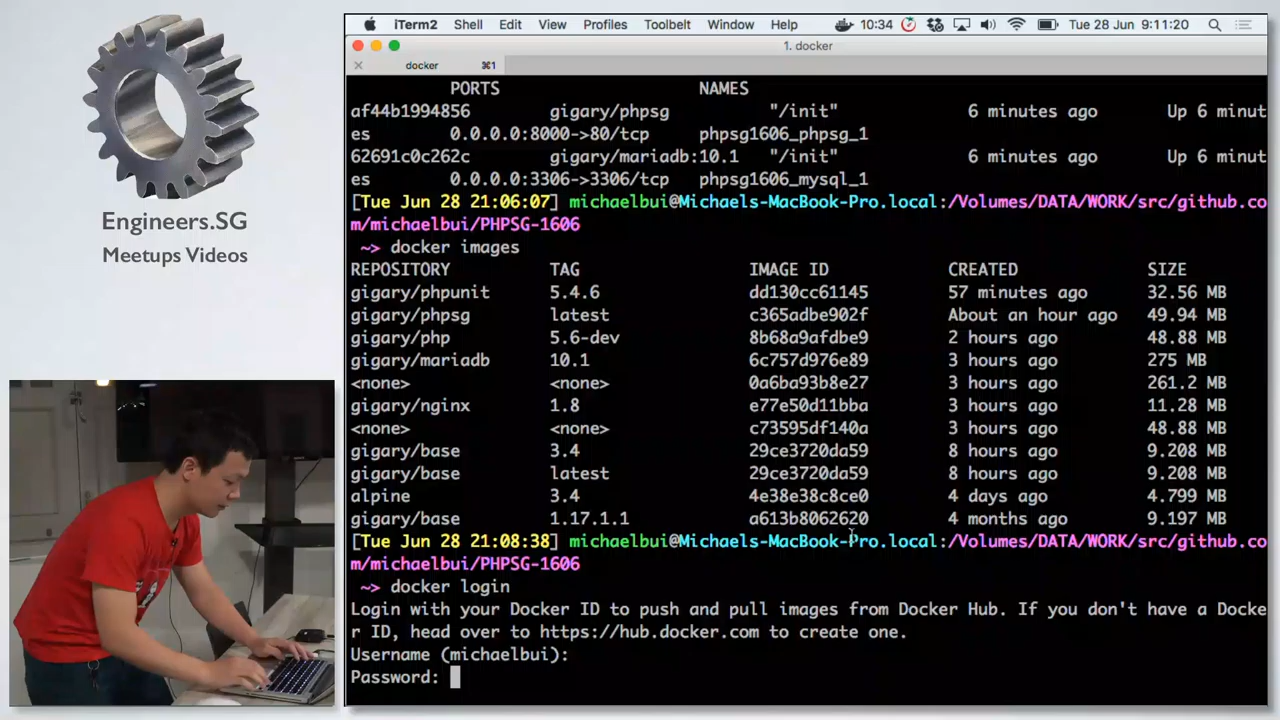 Engineers.SG
Meetups Videos
iTerm2 Shell Edit View Profiles Toolbelt Window Help 10:34 Tue 28 Jun 9:11:20
1. docker
docker ⌘1
PORTS NAMES
af44b1994856 gigary/phpsg "/init" 6 minutes ago Up 6 minut
es 0.0.0.0:8000->80/tcp phpsg1606_phpsg_1
62691c0c262c gigary/mariadb:10.1 "/init" 6 minutes ago Up 6 minut
es 0.0.0.0:3306->3306/tcp phpsg1606_mysql_1
[Tue Jun 28 21:06:07] michaelbui@Michaels-MacBook-Pro.local:/Volumes/DATA/WORK/src/github.co
m/michaelbui/PHPSG-1606
~> docker images
REPOSITORY TAG IMAGE ID CREATED SIZE
gigary/phpunit 5.4.6 dd130cc61145 57 minutes ago 32.56 MB
gigary/phpsg latest c365adbe902f About an hour ago 49.94 MB
gigary/php 5.6-dev 8b68a9afdbe9 2 hours ago 48.88 MB
gigary/mariadb 10.1 6c757d976e89 3 hours ago 275 MB
<none> <none> 0a6ba93b8e27 3 hours ago 261.2 MB
gigary/nginx 1.8 e77e50d11bba 3 hours ago 11.28 MB
<none> <none> c73595df140a 3 hours ago 48.88 MB
gigary/base 3.4 29ce3720da59 8 hours ago 9.208 MB
gigary/base latest 29ce3720da59 8 hours ago 9.208 MB
alpine 3.4 4e38e38c8ce0 4 days ago 4.799 MB
gigary/base 1.17.1.1 a613b8062620 4 months ago 9.197 MB
[Tue Jun 28 21:08:38] michaelbui@Michaels-MacBook-Pro.local:/Volumes/DATA/WORK/src/github.co
m/michaelbui/PHPSG-1606
~> docker login
Login with your Docker ID to push and pull images from Docker Hub. If you don't have a Docke
r ID, head over to https://hub.docker.com to create one.
Username (michaelbui):
Password: